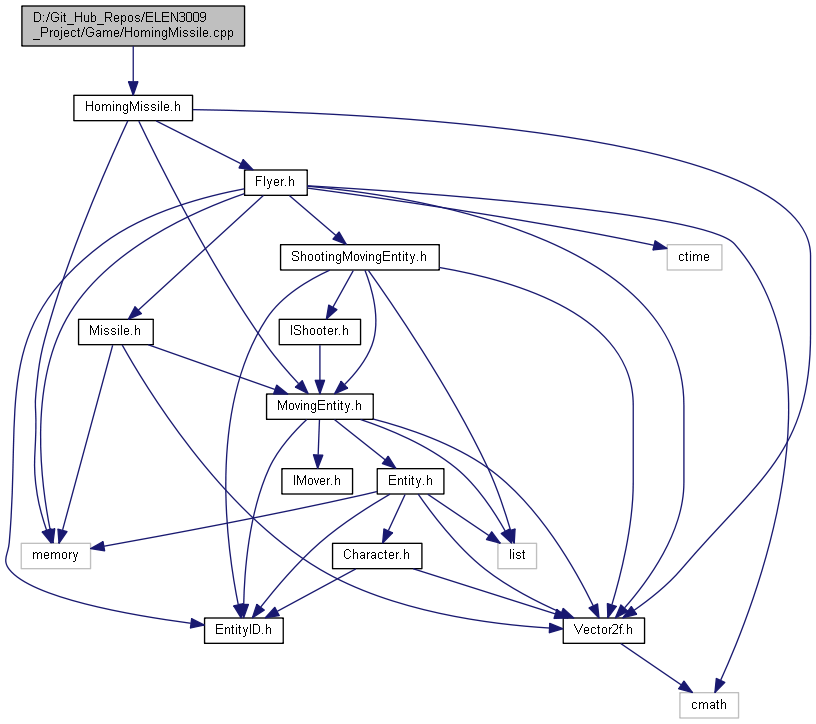 D:/Git_Hub_Repos/ELEN3009
_Project/Game/HomingMissile.cpp
HomingMissile.h
Flyer.h
ShootingMovingEntity.h
ctime
Missile.h
IShooter.h
MovingEntity.h
IMover.h
Entity.h
memory
Character.h
list
EntityID.h
Vector2f.h
cmath